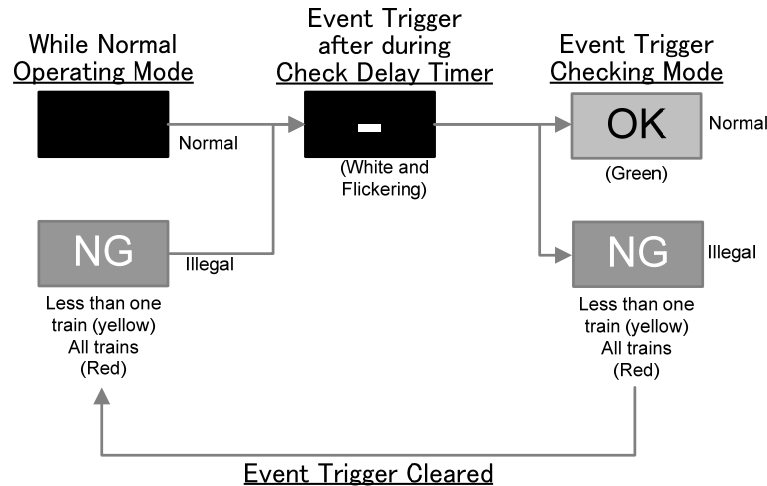 While Normal
Operating Mode
Event Trigger
after during
Check Delay Timer
Event Trigger
Checking Mode
Normal
(White and
Flickering)
OK
Normal
(Green)
NG
Illegal
Less than one
train (yellow)
All trains
(Red)
NG
Illegal
Less than one
train (yellow)
All trains
(Red)
Event Trigger Cleared